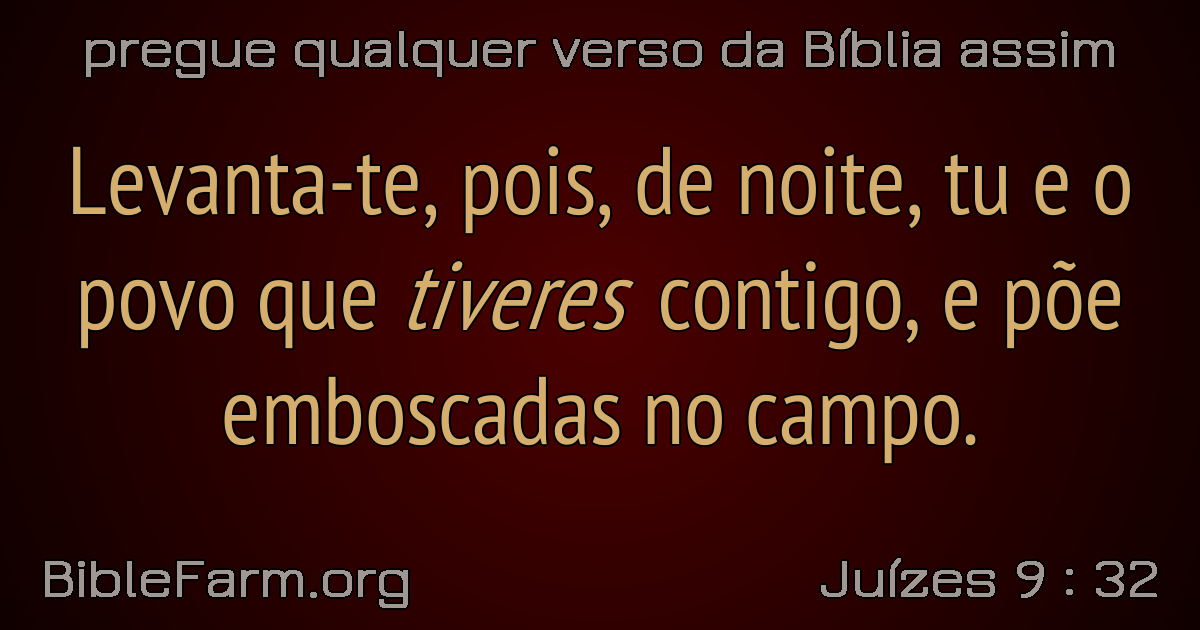 pregue qualquer verso da Bíblia assim
Levanta-te, pois, de noite, tu e o
povo que tiveres contigo, e põe
emboscadas no campo.
BibleFarm.org
Juízes 9 : 32